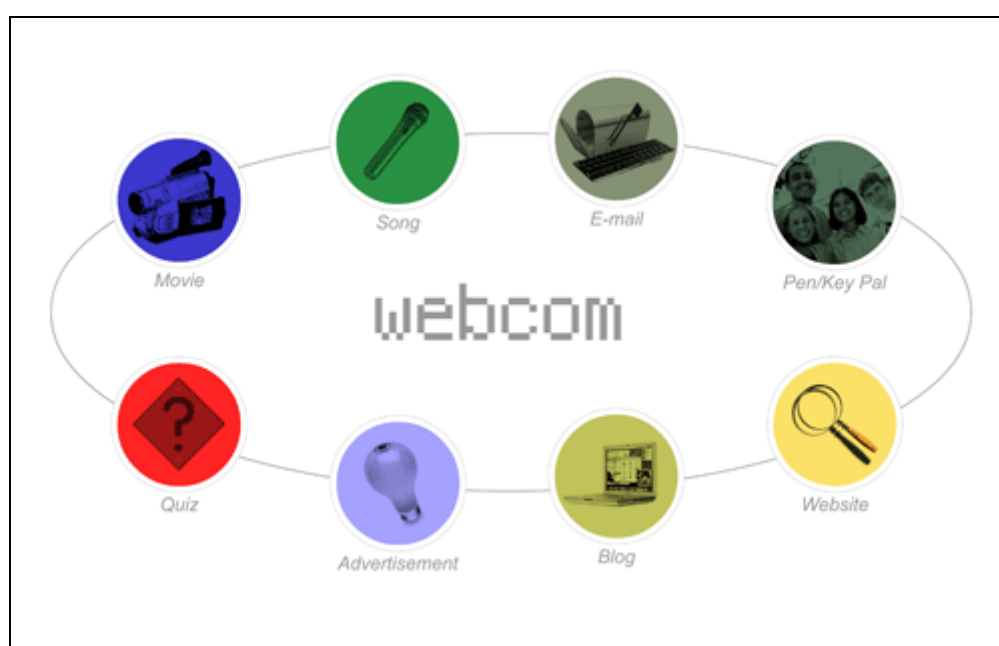 Song
E-mail
Movie
Pen/Key Pal
webcom
?
Quiz
Website
Advertisement
Blog